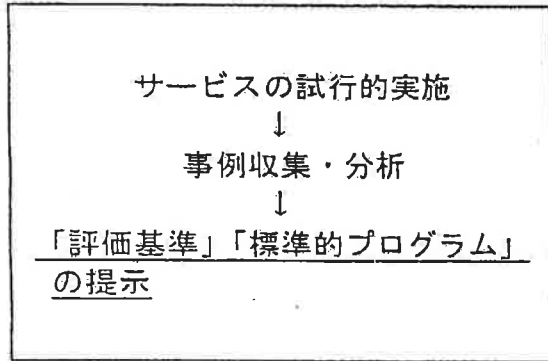 サービスの試行的実施
↓
事例収集・分析
↓
「評価基準」「標準的プログラム」
の提示